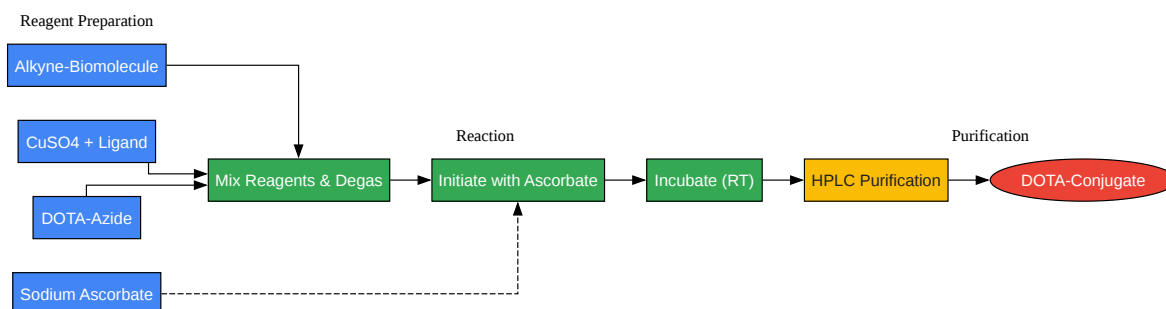 Reagent Preparation
Alkyne-Biomolecule
CuSO4 + Ligand
DOTA-Azide
Sodium Ascorbate
Reaction
Mix Reagents & Degas
Initiate with Ascorbate
Incubate (RT)
Purification
HPLC Purification
DOTA-Conjugate